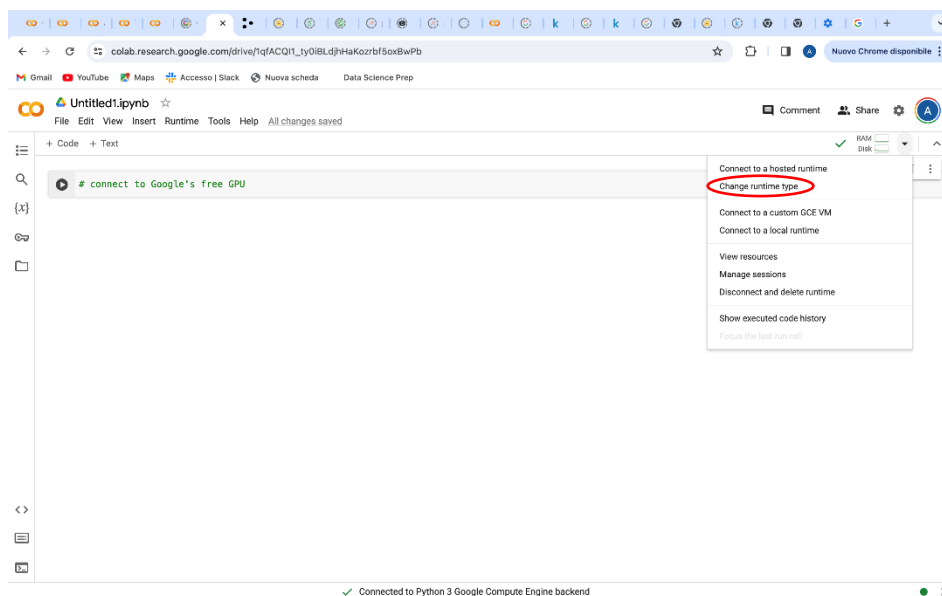 colab.research.google.com/drive/1qfACQI1_ty0iBLdjhHaKozrbf5oxBwPb
A
Nuovo Chrome disponibile
Gmail YouTube Maps Accesso | Slack Nuova scheda Data Science Prep
CO Untitled1.ipynb
Comment Share A
File Edit View Insert Runtime Tools Help All changes saved
+ Code + Text
RAM
Disk
# connect to Google's free GPU
{x}
Connect to a hosted runtime
Change runtime type
Connect to a custom GCE VM
Connect to a local runtime
View resources
Manage sessions
Disconnect and delete runtime
Show executed code history
Focus the last run cell
Connected to Python 3 Google Compute Engine backend